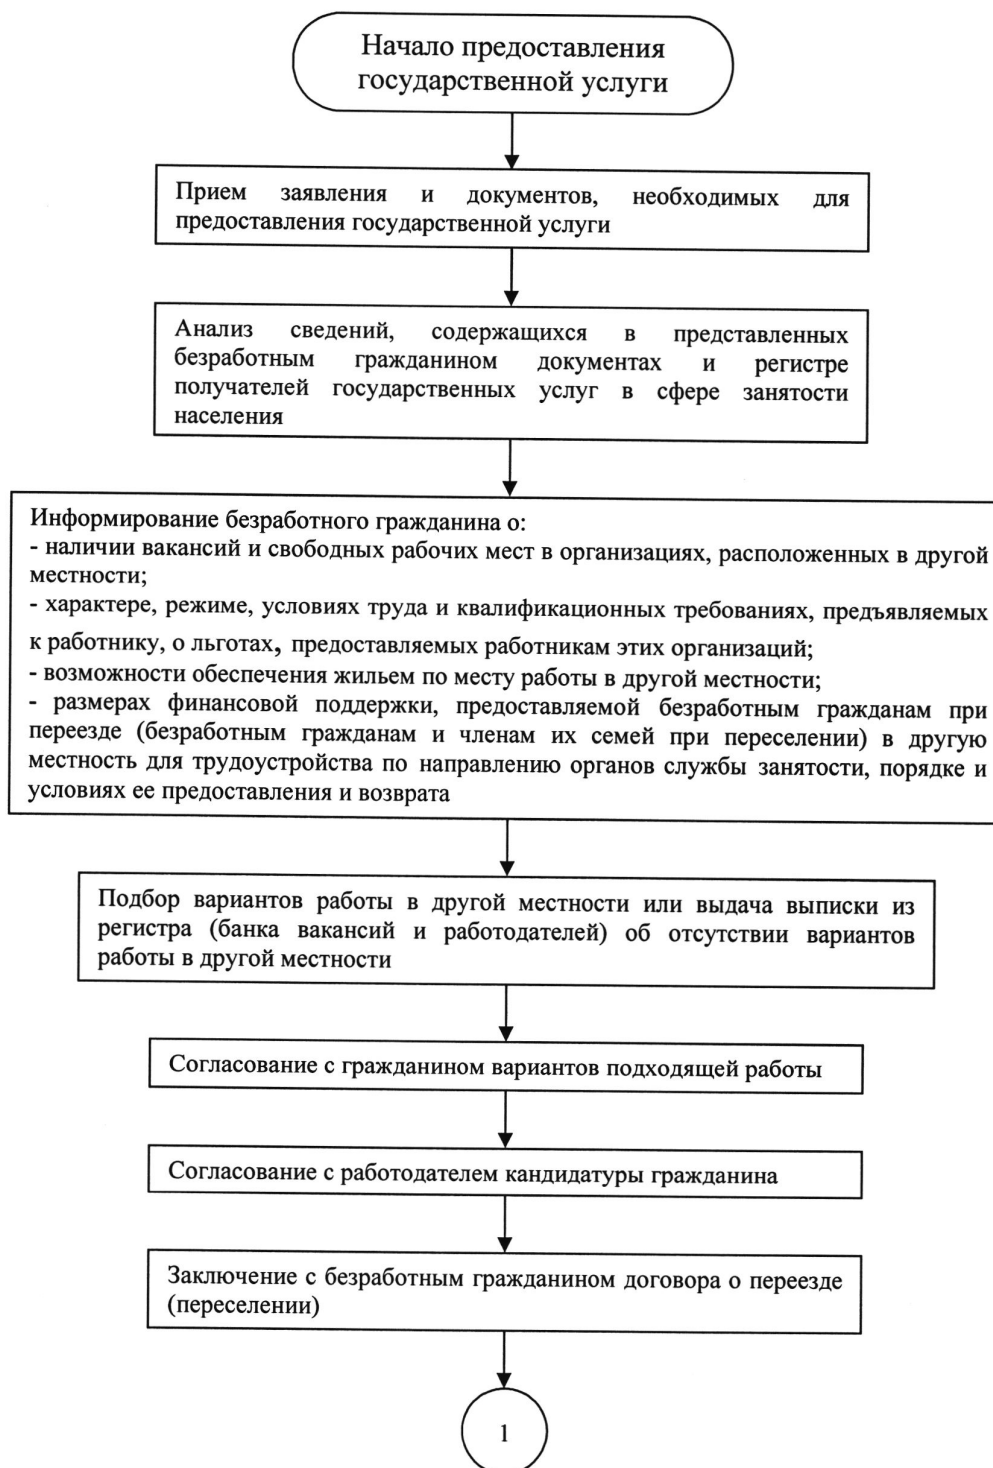 Начало предоставления
государственной услуги
Прием заявления и документов, необходимых для
предоставления государственной услуги
Анализ сведений, содержащихся в представленных
безработным гражданином документах и регистре
получателей государственных услуг в сфере занятости
населения
Информирование безработного гражданина о:
- наличии вакансий и свободных рабочих мест в организациях, расположенных в другой
местности;
- характере, режиме, условиях труда и квалификационных требованиях, предъявляемых
к работнику, о льготах, предоставляемых работникам этих организаций;
- возможности обеспечения жильем по месту работы в другой местности;
- размерах финансовой поддержки, предоставляемой безработным гражданам при
переезде (безработным гражданам и членам их семей при переселении) в другую
местность для трудоустройства по направлению органов службы занятости, порядке и
условиях ее предоставления и возврата
Подбор вариантов работы в другой местности или выдача выписки из
регистра (банка вакансий и работодателей) об отсутствии вариантов
работы в другой местности
Согласование с гражданином вариантов подходящей работы
Согласование с работодателем кандидатуры гражданина
Заключение с безработным гражданином договора о переезде
(переселении)
1